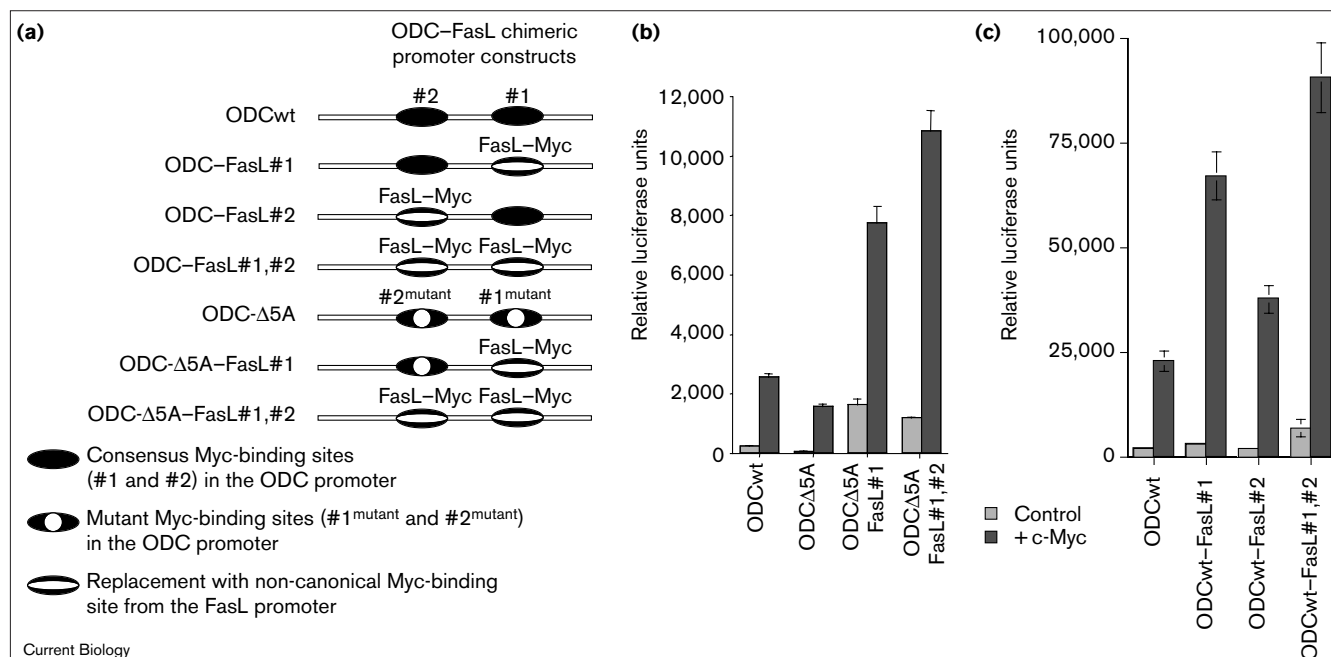 (a)
ODC–FasL chimeric
promoter constructs
#2 #1
ODCwt
FasL–Myc
ODC–FasL#1
FasL–Myc
ODC–FasL#2
FasL–Myc FasL–Myc
ODC–FasL#1,#2
#2mutant #1mutant
ODC-Δ5A
FasL–Myc
ODC-Δ5A–FasL#1
FasL–Myc FasL–Myc
ODC-Δ5A–FasL#1,#2
Consensus Myc-binding sites
(#1 and #2) in the ODC promoter
Mutant Myc-binding sites (#1mutant and #2mutant)
in the ODC promoter
Replacement with non-canonical Myc-binding
site from the FasL promoter
Current Biology
(b)
Relative luciferase units
12,000
10,000
8,000
6,000
4,000
2,000
0
ODCwt
ODCΔ5A
ODCΔ5A
FasL#1
ODCΔ5A
FasL#1,#2
Control
+ c-Myc
(c)
Relative luciferase units
100,000
75,000
50,000
25,000
0
ODCwt
ODCwt–FasL#1
ODCwt–FasL#2
ODCwt–FasL#1,#2